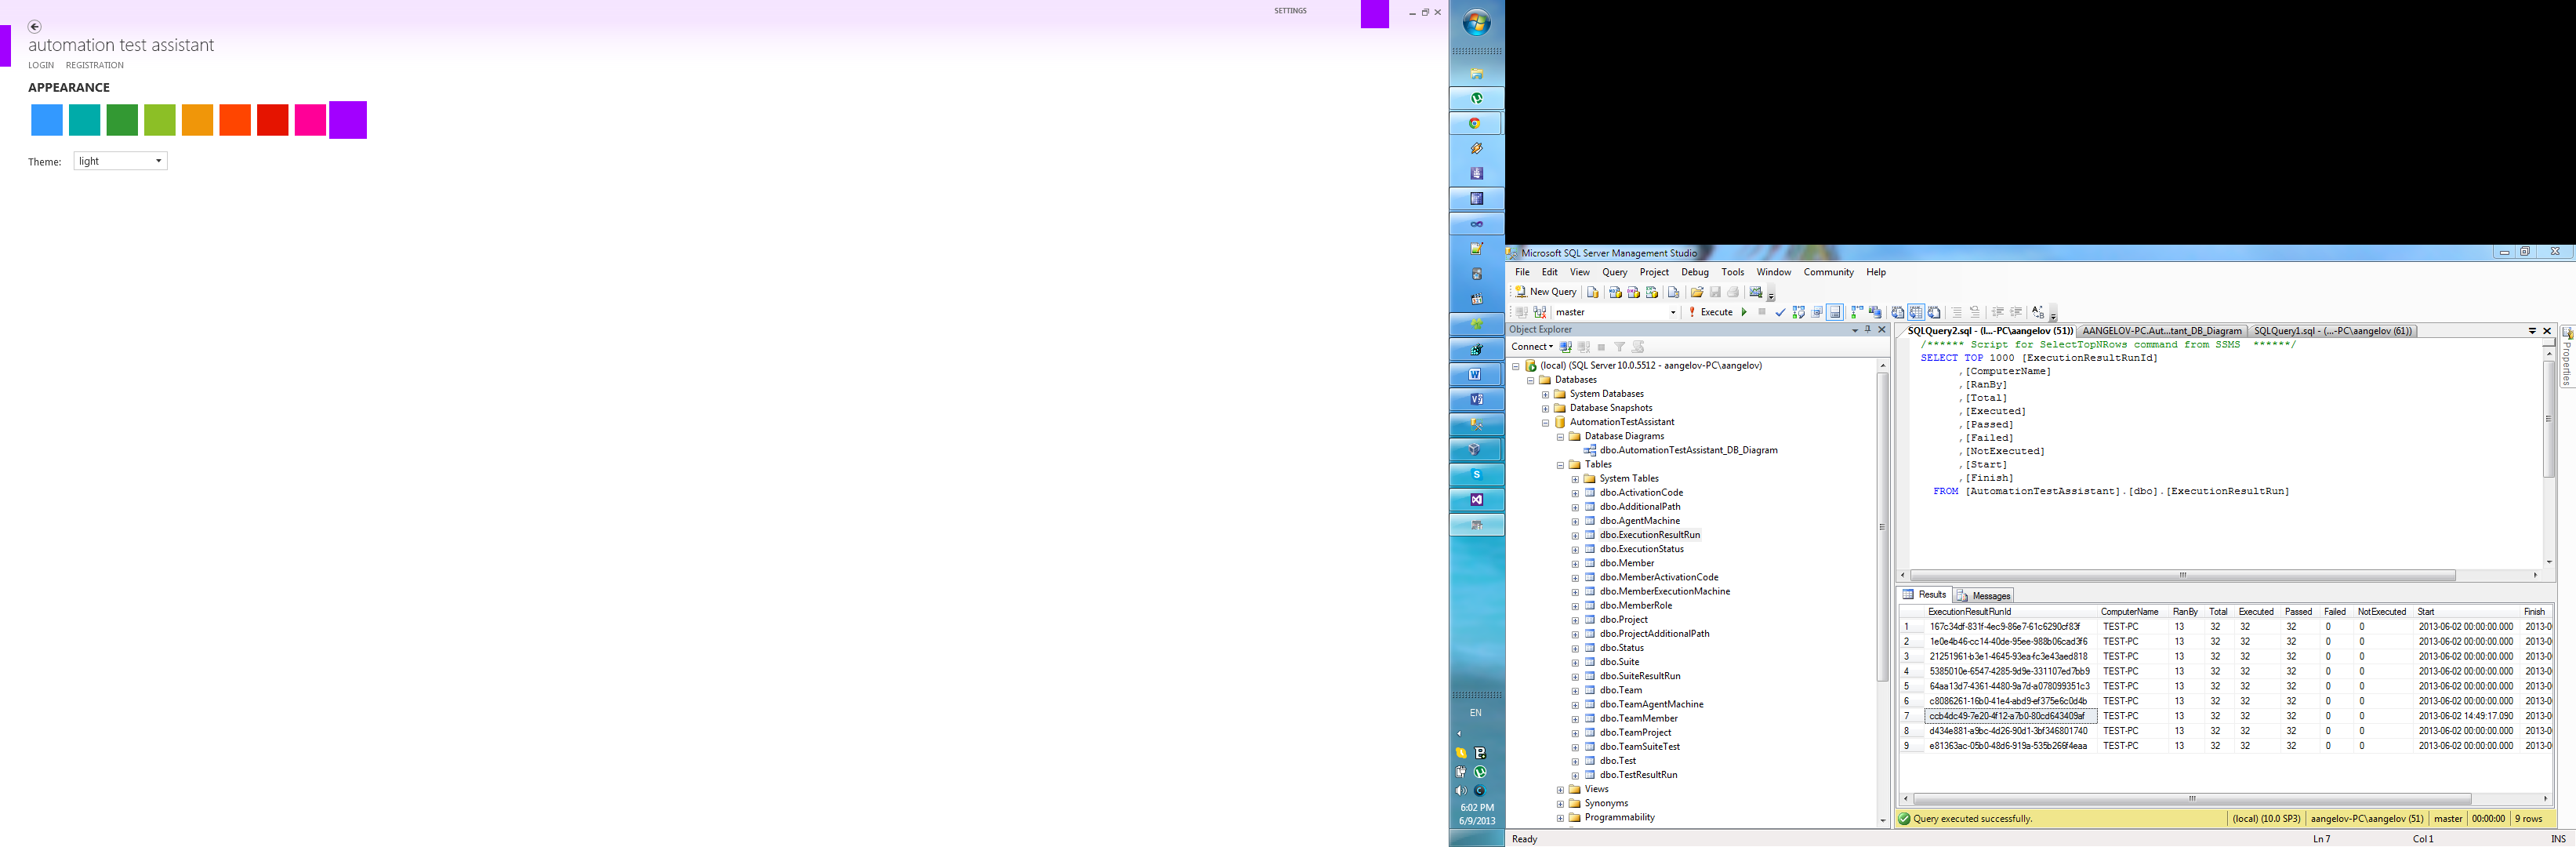 SETTINGS
automation test assistant
LOGIN REGISTRATION
APPEARANCE
Theme: light
EN
6:02 PM
6/9/2013
Microsoft SQL Server Management Studio
File Edit View Query Project Debug Tools Window Community Help
New Query
master Execute
Object Explorer
Connect
(local) (SQL Server 10.0.5512 - aangelov-PC\aangelov)
Databases
System Databases
Database Snapshots
AutomationTestAssistant
Database Diagrams
dbo.AutomationTestAssistant_DB_Diagram
Tables
System Tables
dbo.ActivationCode
dbo.AdditionalPath
dbo.AgentMachine
dbo.ExecutionResultRun
dbo.ExecutionStatus
dbo.Member
dbo.MemberActivationCode
dbo.MemberExecutionMachine
dbo.MemberRole
dbo.Project
dbo.ProjectAdditionalPath
dbo.Status
dbo.Suite
dbo.SuiteResultRun
dbo.Team
dbo.TeamAgentMachine
dbo.TeamMember
dbo.TeamProject
dbo.TeamSuiteTest
dbo.Test
dbo.TestResultRun
Views
Synonyms
Programmability
SQLQuery2.sql - (l...-PC\aangelov (51)) AANGELOV-PC.Aut...tant_DB_Diagram SQLQuery1.sql - (...-PC\aangelov (61))
/****** Script for SelectTopNRows command from SSMS ******/
SELECT TOP 1000 [ExecutionResultRunId]
,[ComputerName]
,[RanBy]
,[Total]
,[Executed]
,[Passed]
,[Failed]
,[NotExecuted]
,[Start]
,[Finish]
FROM [AutomationTestAssistant].[dbo].[ExecutionResultRun]
Properties
Results Messages
ExecutionResultRunId ComputerName RanBy Total Executed Passed Failed NotExecuted Start Finish
1 167c34df-831f-4ec9-86e7-61c6290cf83f TEST-PC 13 32 32 32 0 0 2013-06-02 00:00:00.000 2013-0
2 1e0e4b46-cc14-40de-95ee-988b06cad3f6 TEST-PC 13 32 32 32 0 0 2013-06-02 00:00:00.000 2013-0
3 21251961-b3e1-4645-93ea-fc3e43aed818 TEST-PC 13 32 32 32 0 0 2013-06-02 00:00:00.000 2013-0
4 5385010e-6547-4285-9d9e-331107ed7bb9 TEST-PC 13 32 32 32 0 0 2013-06-02 00:00:00.000 2013-0
5 64aa13d7-4361-4480-9a7d-a078099351c3 TEST-PC 13 32 32 32 0 0 2013-06-02 00:00:00.000 2013-0
6 c8086261-16b0-41e4-abd9-ef375e6c0d4b TEST-PC 13 32 32 32 0 0 2013-06-02 00:00:00.000 2013-0
7 ccb4dc49-7e20-4f12-a7b0-80cd643409af TEST-PC 13 32 32 32 0 0 2013-06-02 14:49:17.090 2013-0
8 d434e881-a9bc-4d26-90d1-3bf346801740 TEST-PC 13 32 32 32 0 0 2013-06-02 00:00:00.000 2013-0
9 e81363ac-05b0-48d6-919a-535b266f4eaa TEST-PC 13 32 32 32 0 0 2013-06-02 00:00:00.000 2013-0
Query executed successfully. (local) (10.0 SP3) aangelov-PC\aangelov (51) master 00:00:00 9 rows
Ready Ln 7 Col 1 INS